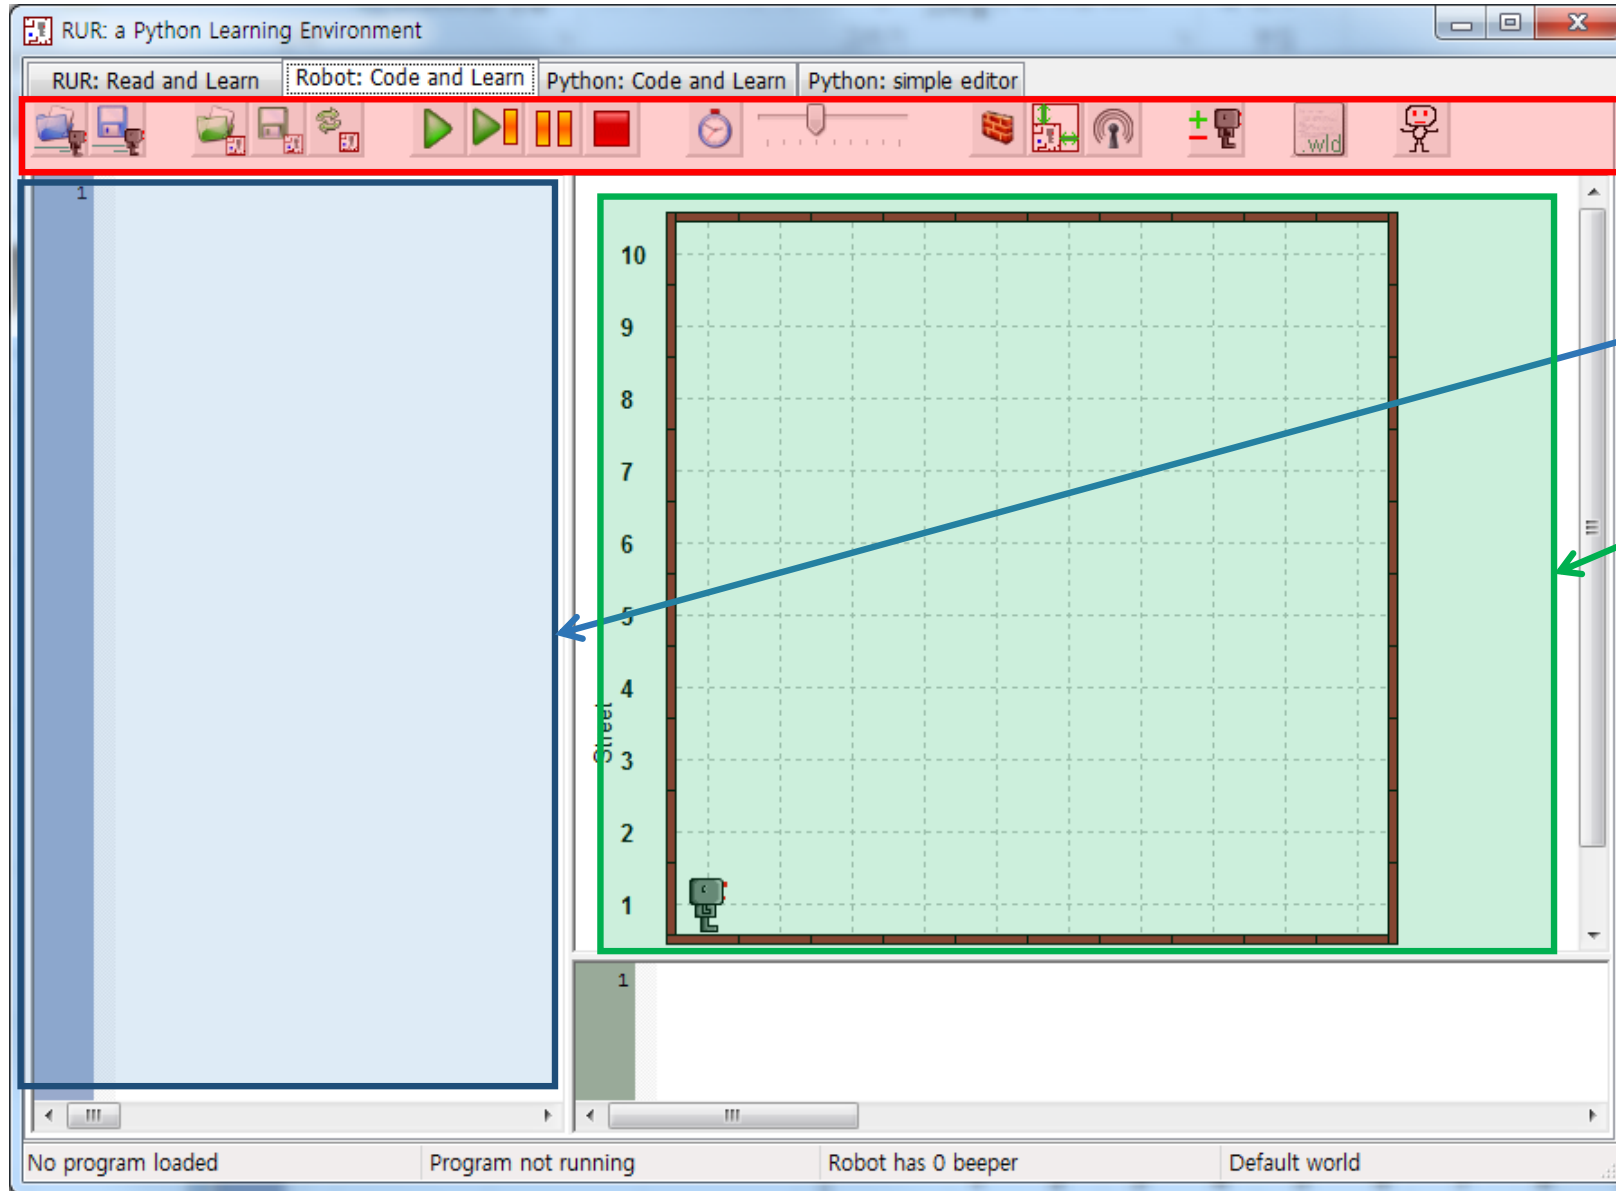 RUR: a Python Learning Environment
RUR: Read and Learn
Robot: Code and Learn
Python: Code and Learn
Python: simple editor
.wld
1
10
9
8
7
6
5
4
3
2
1
Street
1
No program loaded
Program not running
Robot has 0 beeper
Default world